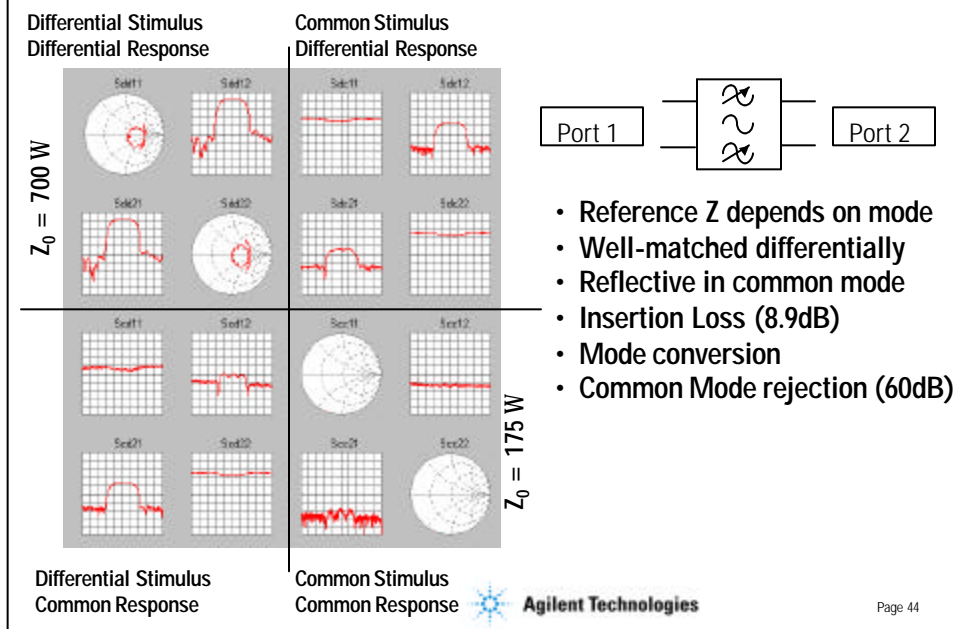 Differential Stimulus
Differential Response
Common Stimulus
Differential Response
Sdd11 Sdd12 Sdc11 Sdc12
Sdd21 Sdd22 Sdc21 Sdc22
Z0 = 700 W
Scd11 Scd12 Scc11 Scc12
Scd21 Scd22 Scc21 Scc22
Z0 = 175 W
Differential Stimulus
Common Response
Common Stimulus
Common Response
Port 1
Port 2
• Reference Z depends on mode
• Well-matched differentially
• Reflective in common mode
• Insertion Loss (8.9dB)
• Mode conversion
• Common Mode rejection (60dB)
Agilent Technologies
Page 44